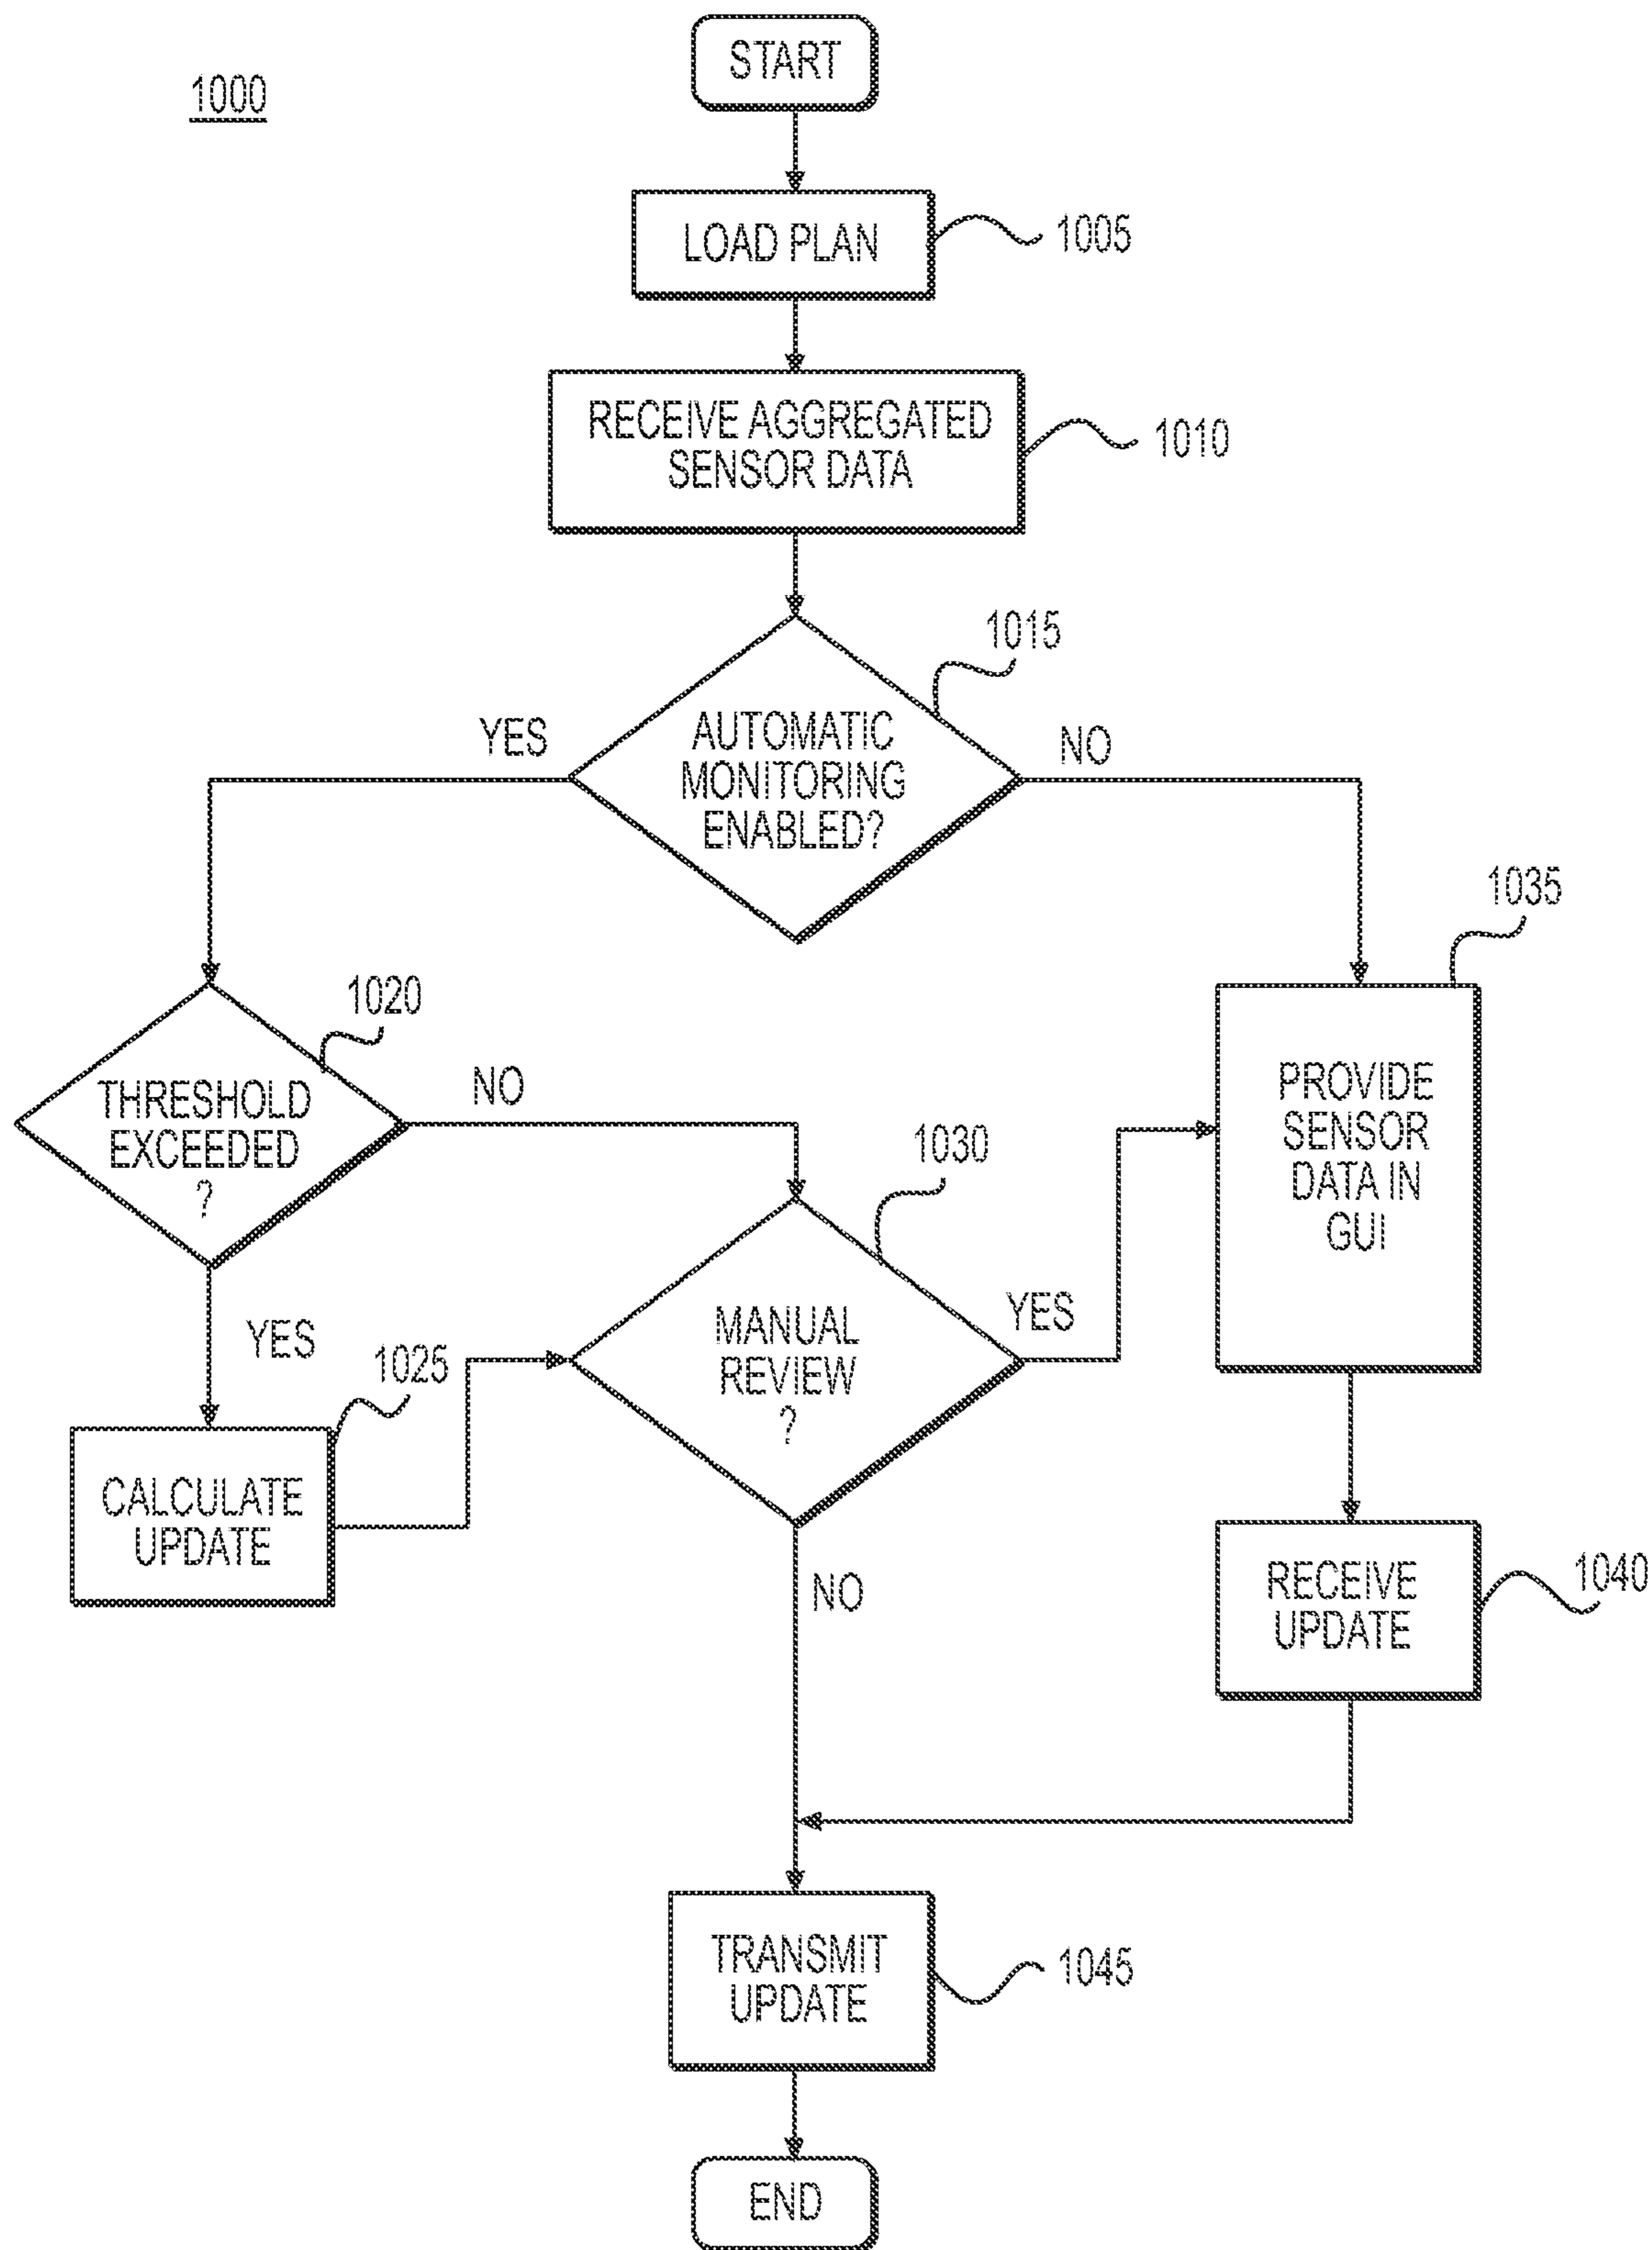 1000
START
LOAD PLAN
1005
RECEIVE AGGREGATED
SENSOR DATA
1010
1015
AUTOMATIC
MONITORING
ENABLED?
YES
NO
1035
1020
THRESHOLD
EXCEEDED
?
NO
YES
1030
MANUAL
REVIEW
?
YES
NO
PROVIDE
SENSOR
DATA IN
GUI
1025
CALCULATE
UPDATE
RECEIVE
UPDATE
1040
TRANSMIT
UPDATE
1045
END